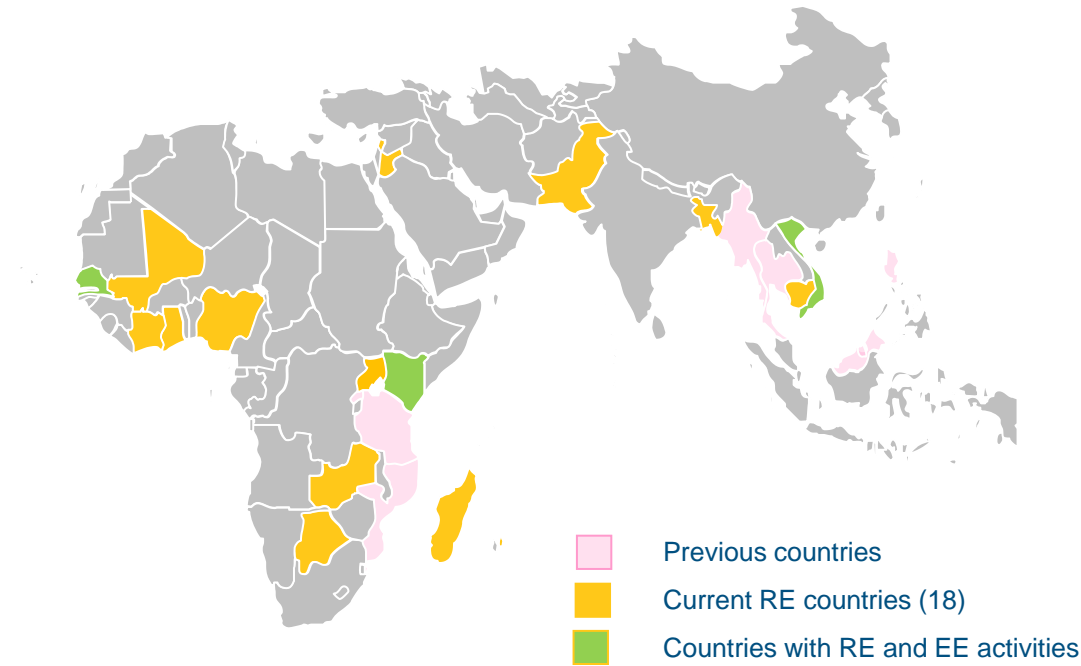 Previous countries
Current RE countries (18)
Countries with RE and EE activities